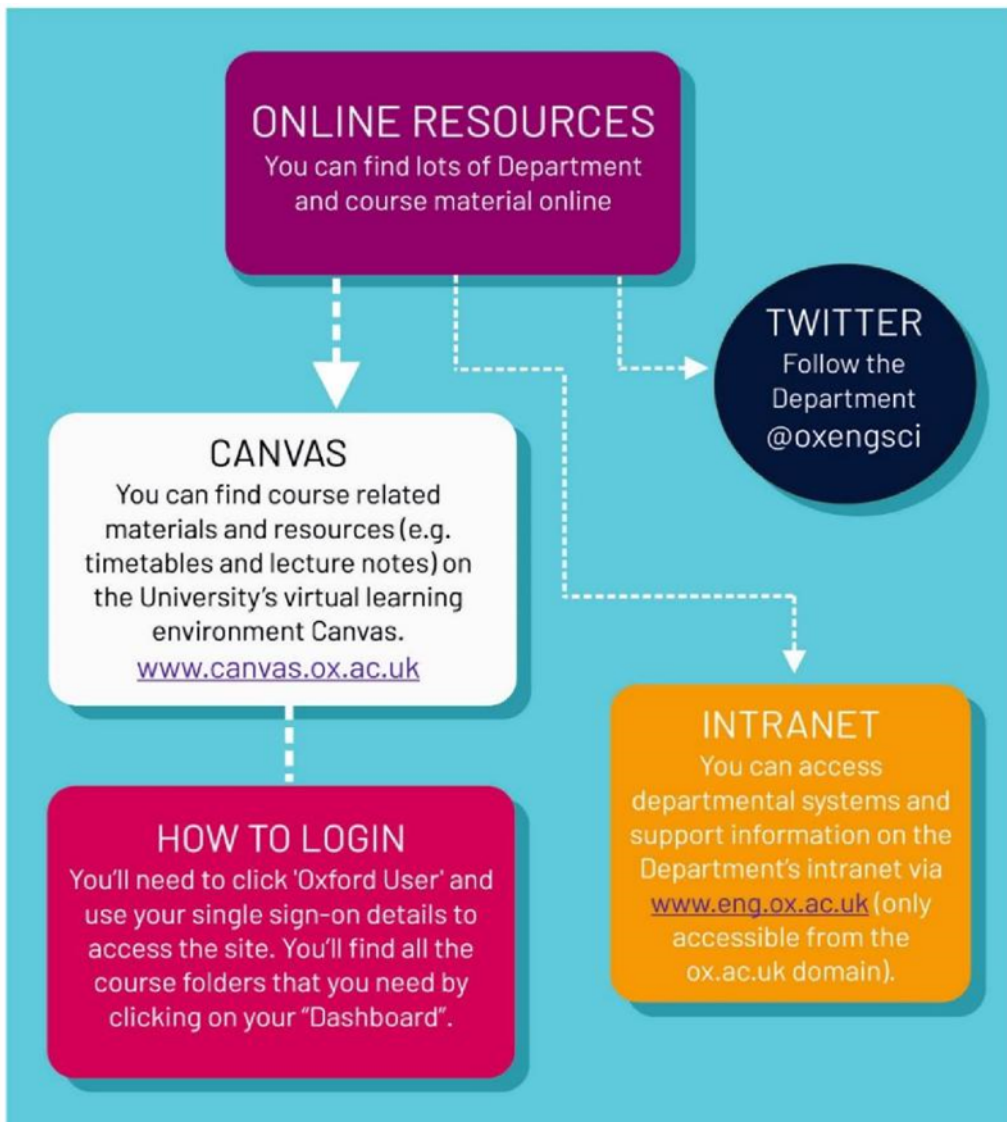 ONLINE RESOURCES
You can find lots of Department
and course material online
TWITTER
Follow the
Department
@oxengsci
CANVAS
You can find course related
materials and resources (e.g.
timetables and lecture notes) on
the University's virtual learning
environment Canvas.
www.canvas.ox.ac.uk
INTRANET
You can access
departmental systems and
support information on the
Department's intranet via
www.eng.ox.ac.uk (only
accessible from the
ox.ac.uk domain).
HOW TO LOGIN
You'll need to click 'Oxford User' and
use your single sign-on details to
access the site. You'll find all the
course folders that you need by
clicking on your “Dashboard”.